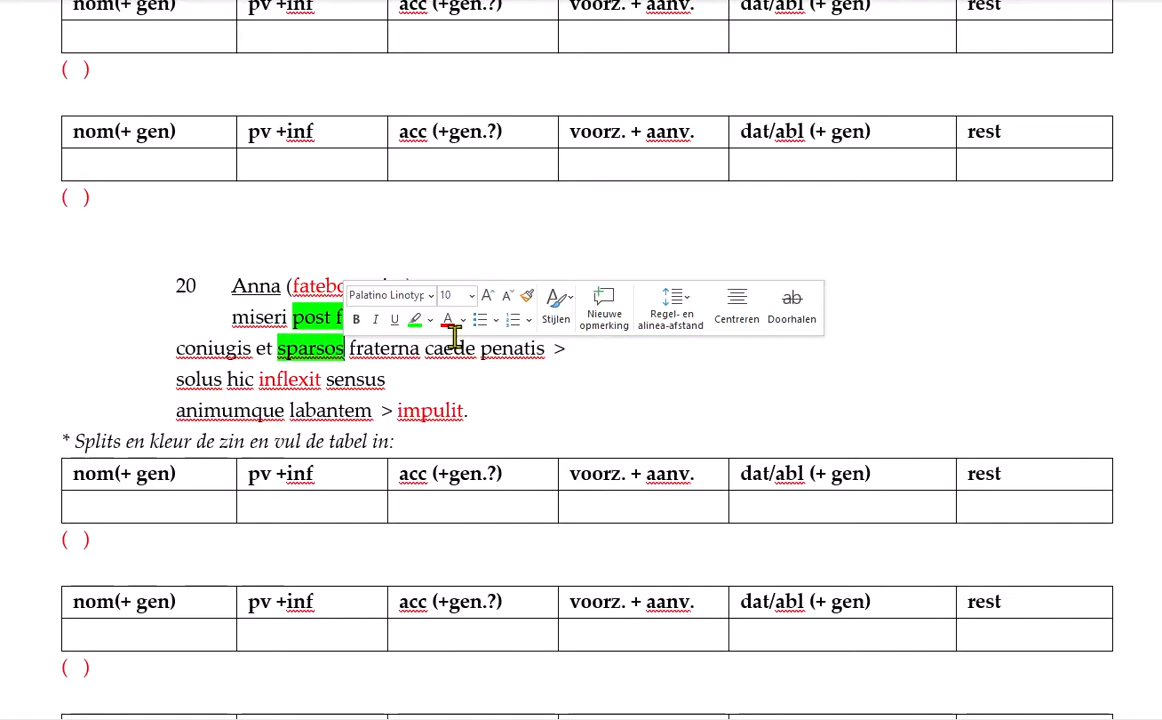 nom(+ gen) pv +inf acc (+gen.?) voorz. + aanv. dat/abl (+ gen) rest
( )
nom(+ gen) pv +inf acc (+gen.?) voorz. + aanv. dat/abl (+ gen) rest
( )
20 Anna (
Palatino Linotyp 10 Stijlen Nieuwe opmerking Regel- en alinea-afstand Centreren Doorhalen
miseri post
coniugis et sparsos fraterna caede penatis >
solus hic inflexit sensus
animumque labantem > impulit.
* Splits en kleur de zin en vul de tabel in:
nom(+ gen) pv +inf acc (+gen.?) voorz. + aanv. dat/abl (+ gen) rest
( )
nom(+ gen) pv +inf acc (+gen.?) voorz. + aanv. dat/abl (+ gen) rest
( )